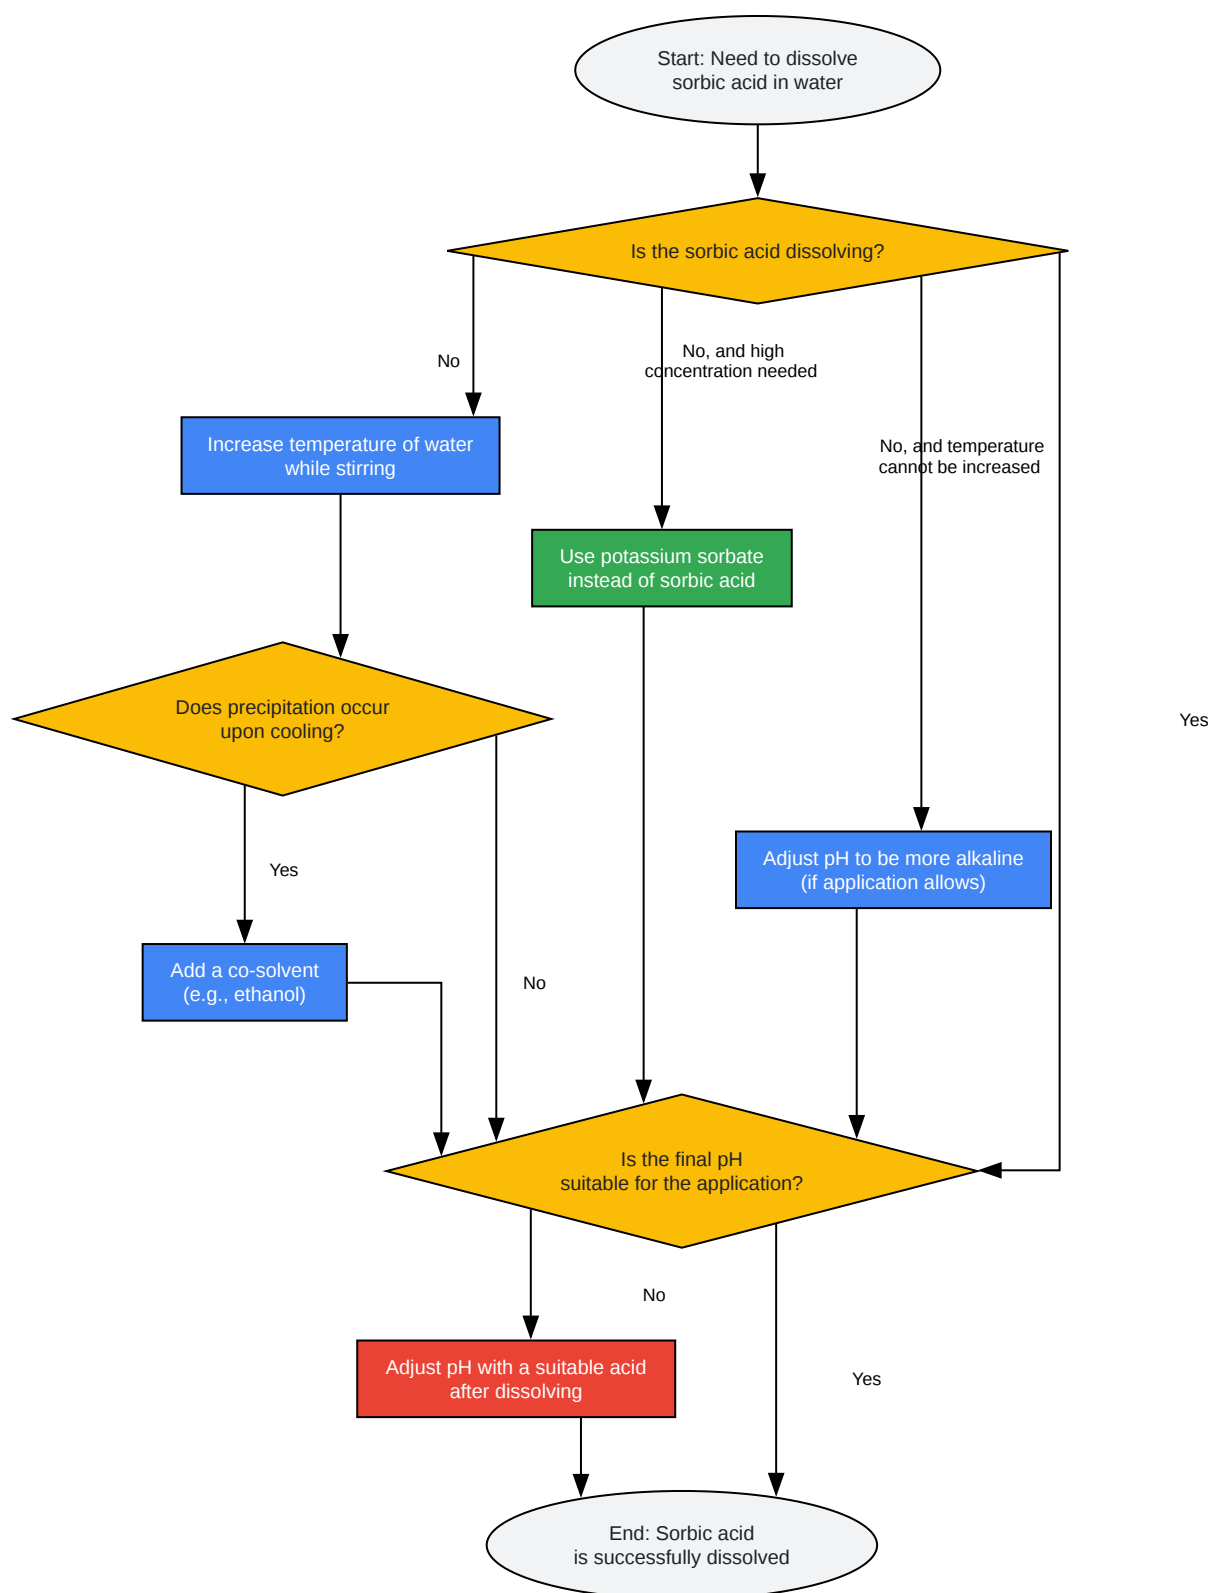 Start: Need to dissolve
sorbic acid in water
Is the sorbic acid dissolving?
No
No, and high
concentration needed
No, and temperature
cannot be increased
Increase temperature of water
while stirring
Use potassium sorbate
instead of sorbic acid
Does precipitation occur
upon cooling?
Yes
Adjust pH to be more alkaline
(if application allows)
Yes
Add a co-solvent
(e.g., ethanol)
No
Is the final pH
suitable for the application?
No
Adjust pH with a suitable acid
after dissolving
Yes
End: Sorbic acid
is successfully dissolved